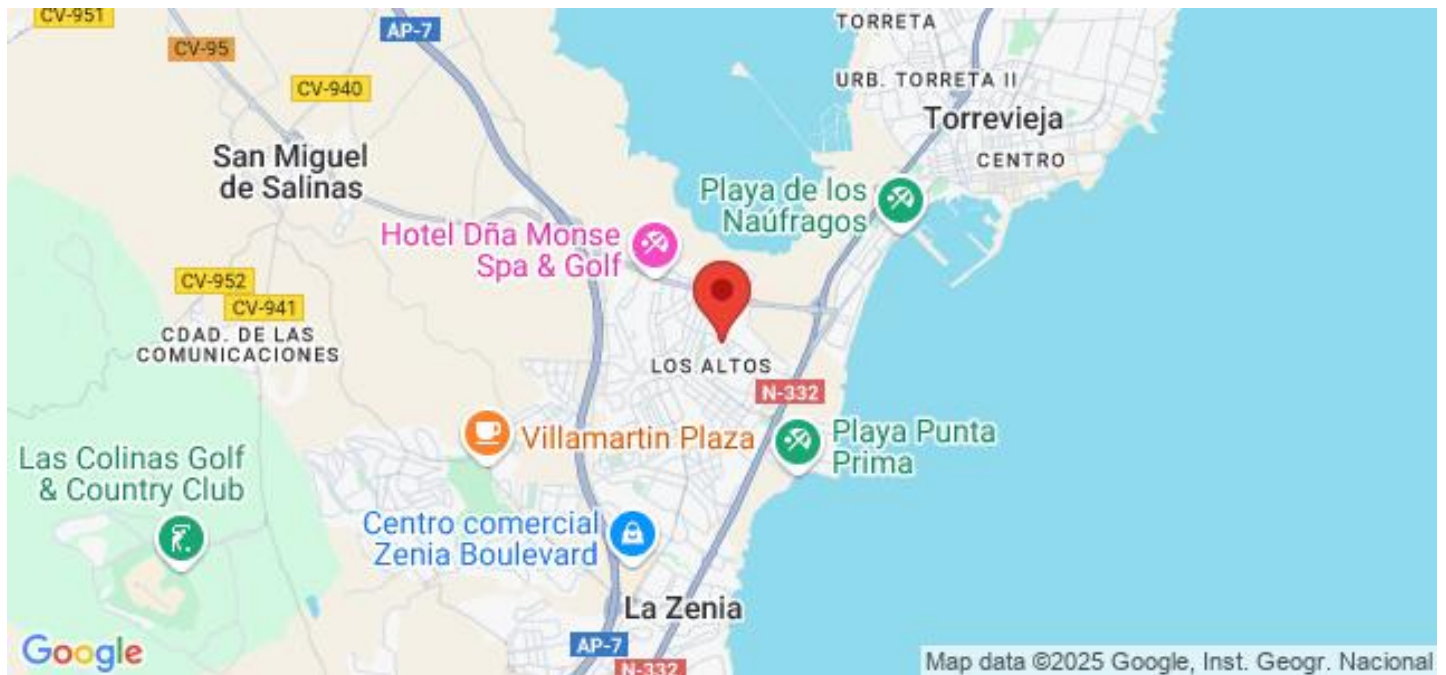 CV-951
AP-7
TORRETA
CV-95
CV-940
URB. TORRETA II
Torrevieja
San Miguel
de Salinas
CENTRO
Playa de los
Naúfragos
Hotel Dña Monse
Spa & Golf
CV-952
CV-941
CDAD. DE LAS
COMUNICACIONES
LOS ALTOS
N-332
Villamartin Plaza
Playa Punta
Prima
Las Colinas Golf
& Country Club
Centro comercial
Zenia Boulevard
La Zenia
AP-7
N-332
Google
Map data ©2025 Google, Inst. Geogr. Nacional